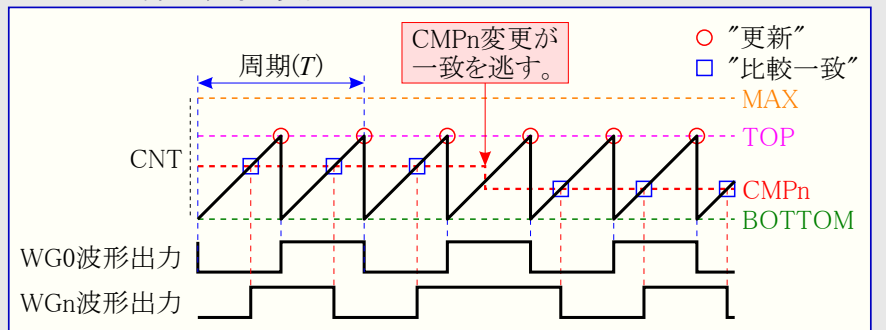 CMPn変更が
一致を逃す。
"更新"
"比較一致"
周期(T)
MAX
TOP
CNT
CMPn
BOTTOM
WG0波形出力
WGn波形出力